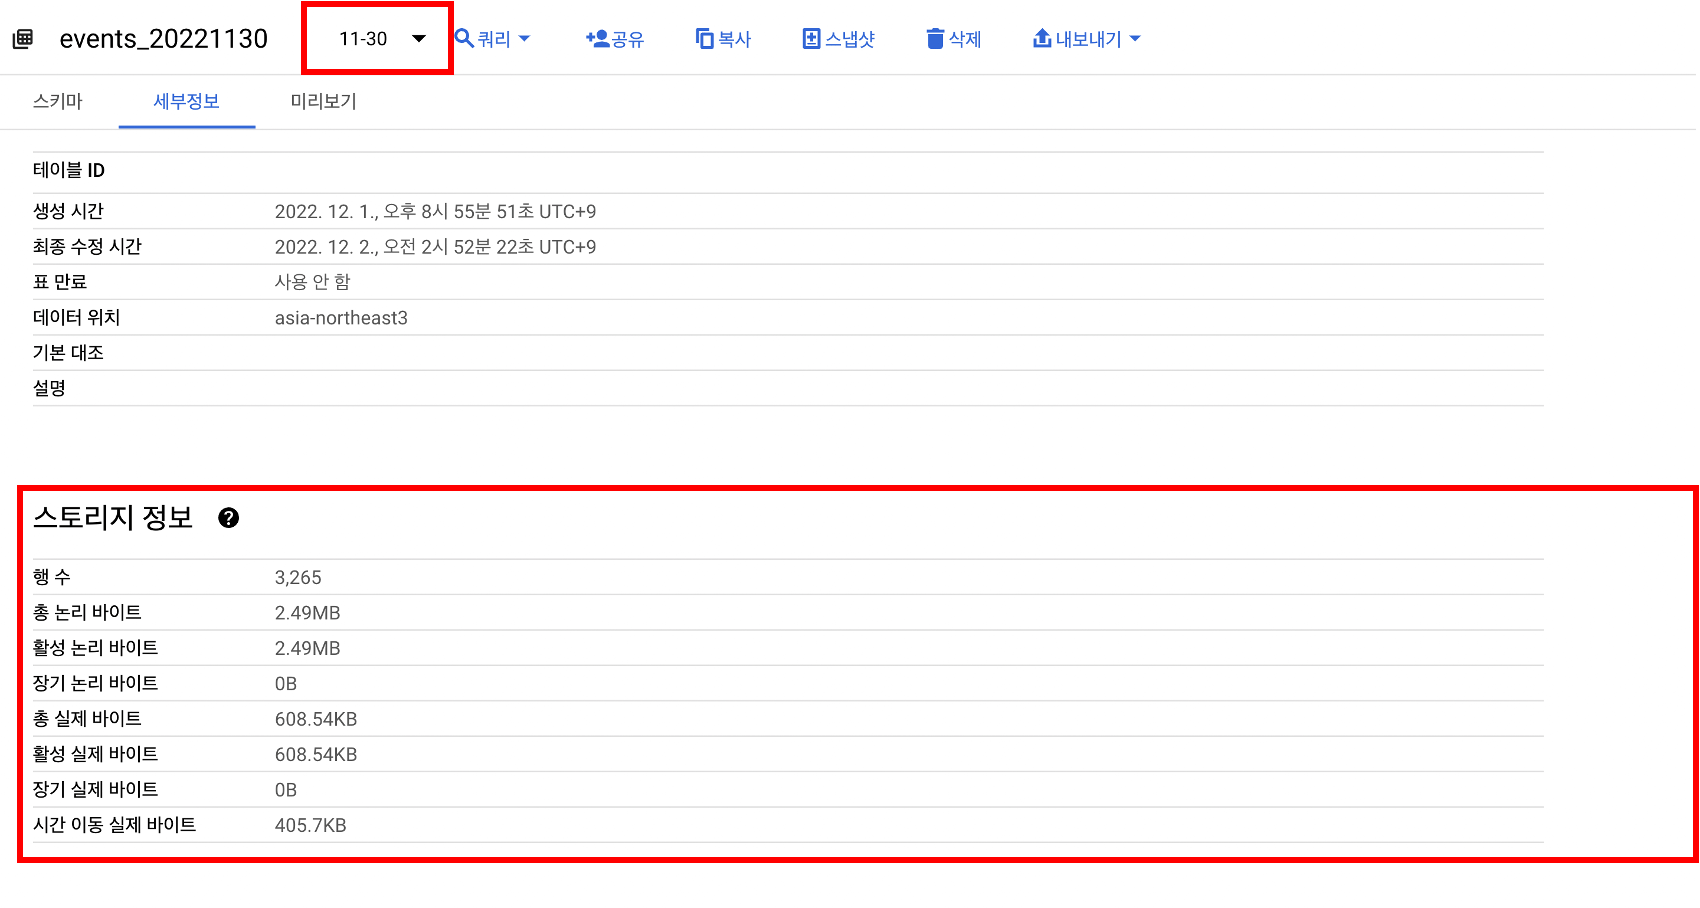 events_20221130 11-30 쿼리 공유 복사 스냅샷 삭제 내보내기
스키마 세부정보 미리보기
테이블 ID
생성 시간 2022. 12. 1., 오후 8시 55분 51초 UTC+9
최종 수정 시간 2022. 12. 2., 오전 2시 52분 22초 UTC+9
표 만료 사용 안 함
데이터 위치 asia-northeast3
기본 대조
설명
스토리지 정보 ?
행 수 3,265
총 논리 바이트 2.49MB
활성 논리 바이트 2.49MB
장기 논리 바이트 0B
총 실제 바이트 608.54KB
활성 실제 바이트 608.54KB
장기 실제 바이트 0B
시간 이동 실제 바이트 405.7KB